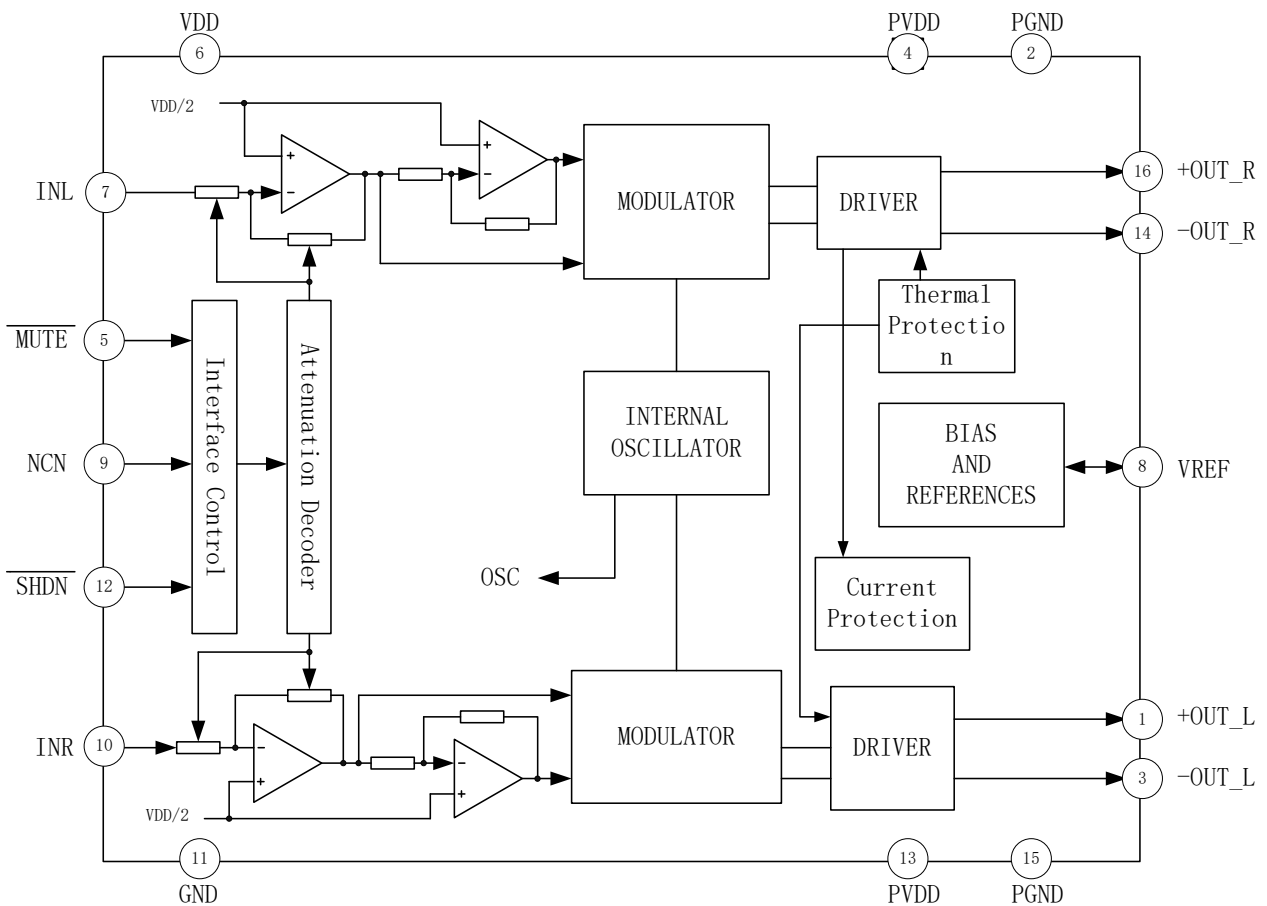 VDD
6
PVDD
4
PGND
2
VDD/2
INL
7
+
-
+
-
MODULATOR
DRIVER
16
+OUT_R
14
-OUT_R
Thermal
Protectio
n
MUTE
5
Interface Control
Attenuation Decoder
INTERNAL
OSCILLATOR
BIAS
AND
REFERENCES
8
VREF
NCN
9
OSC
SHDN
12
Current
Protection
INR
10
-
+
-
+
VDD/2
MODULATOR
DRIVER
1
+OUT_L
3
-OUT_L
11
GND
13
PVDD
15
PGND